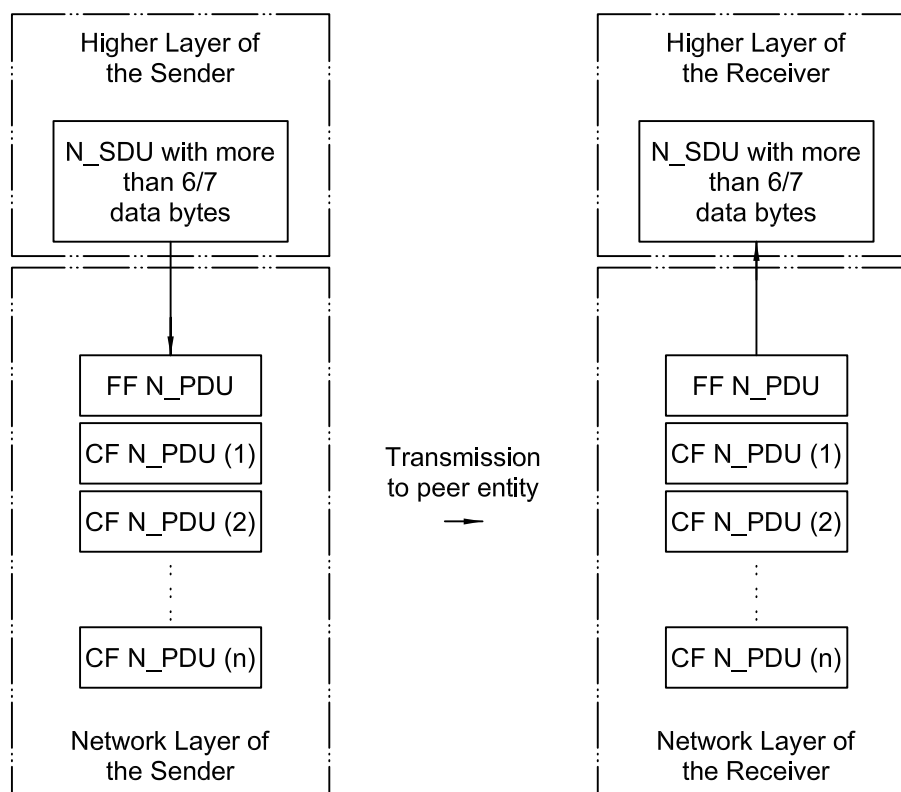 Higher Layer of
the Sender
N_SDU with more
than 6/7
data bytes
FF N_PDU
CF N_PDU (1)
CF N_PDU (2)
CF N_PDU (n)
Network Layer of
the Sender
Transmission
to peer entity
Higher Layer of
the Receiver
N_SDU with more
than 6/7
data bytes
FF N_PDU
CF N_PDU (1)
CF N_PDU (2)
CF N_PDU (n)
Network Layer of
the Receiver